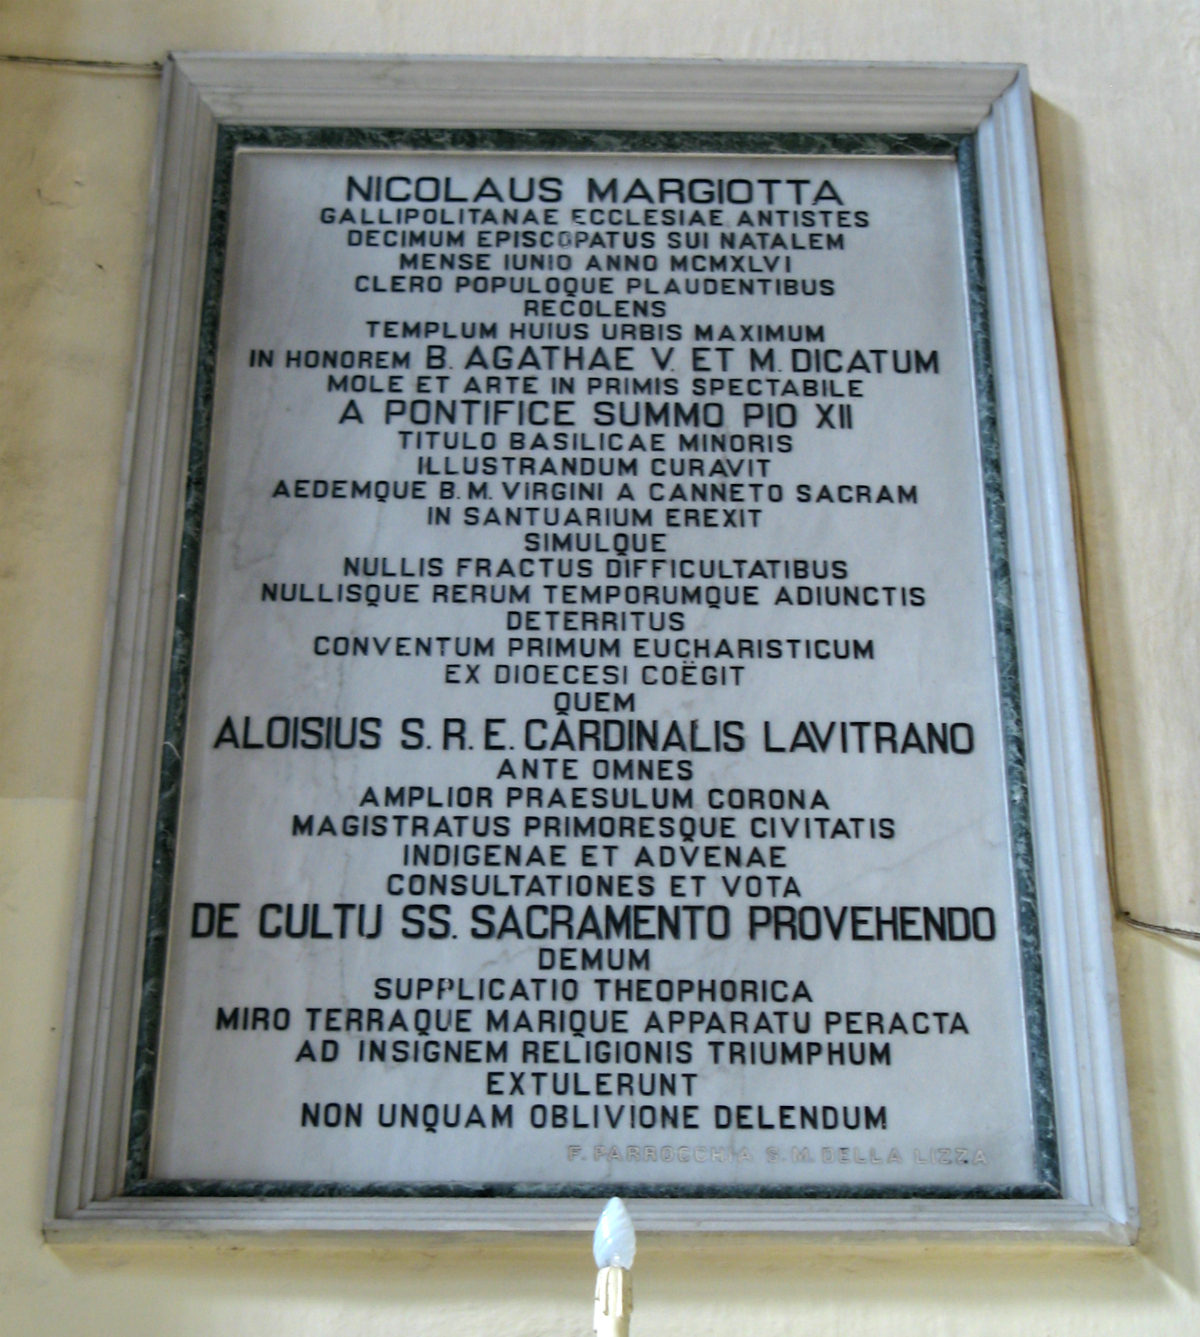 NICOLAUS MARGIOTTA
GALLIPOLITANAE ECCLESIAE ANTISTES
DECIMUM EPISCOPATUS SUI NATALEM
MENSE IUNIO ANNO MCMXLVI
CLERO POPULOQUE PLAUDENTIBUS
RECOLENS
TEMPLUM HUIUS URBIS MAXIMUM
IN HONOREM B. AGATHAE V. ET M. DICATUM
MOLE ET ARTE IN PRIMIS SPECTABILE
A PONTIFICE SUMMO PIO XII
TITULO BASILICAE MINORIS
ILLUSTRANDUM CURAVIT
AEDEMQUE B.M. VIRGINI A CANNETO SACRAM
IN SANTUARIUM EREXIT
SIMULQUE
NULLIS FRACTUS DIFFICULTATIBUS
NULLISQUE RERUM TEMPORUMQUE ADIUNCTIS
DETERRITUS
CONVENTUM PRIMUM EUCHARISTICUM
EX DIOECESI COËGIT
QUEM
ALOISIUS S. R. E. CARDINALIS LAVITRANO
ANTE OMNES
AMPLIOR PRAESULUM CORONA
MAGISTRATUS PRIMORESQUE CIVITATIS
INDIGENAE ET ADVENAE
CONSULTATIONES ET VOTA
DE CULTU SS. SACRAMENTO PROVEHENDO
DEMUM
SUPPLICATIO THEOPHORICA
MIRO TERRAQUE MARIQUE APPARATU PERACTA
AD INSIGNEM RELIGIONIS TRIUMPHUM
EXTULERUNT
NON UNQUAM OBLIVIONE DELENDUM
F. PARROCCHIA S. M. DELLA LIZZA